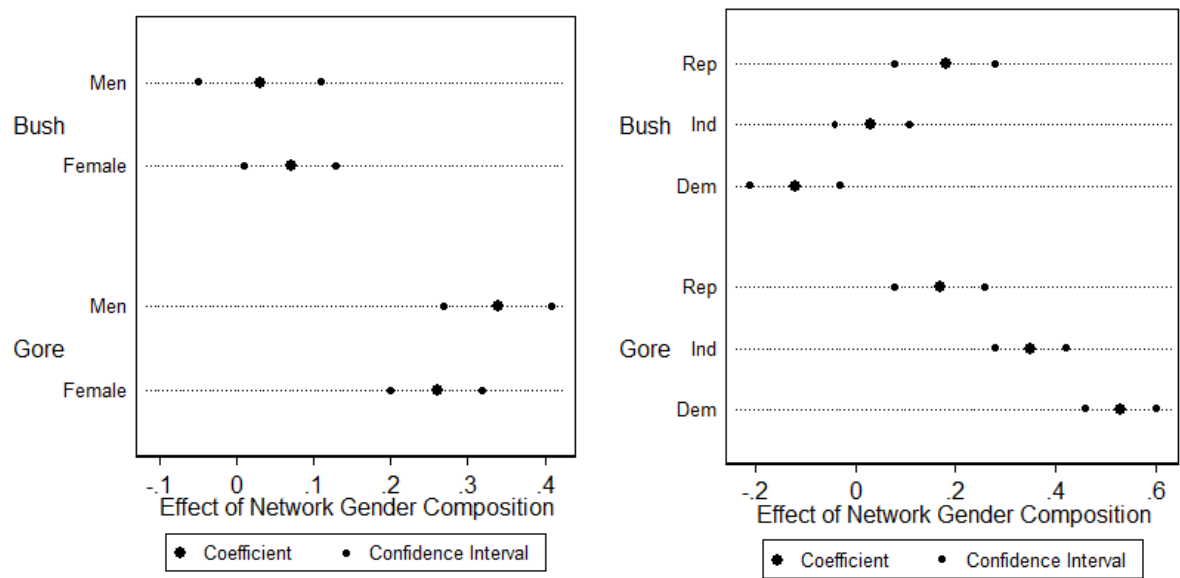 Men
Bush
Female
Men
Gore
Female
-.1 0 .1 .2 .3 .4
Effect of Network Gender Composition
Coefficient Confidence Interval
Rep
Bush Ind
Dem
Rep
Gore Ind
Dem
-.2 0 .2 .4 .6
Effect of Network Gender Composition
Coefficient Confidence Interval